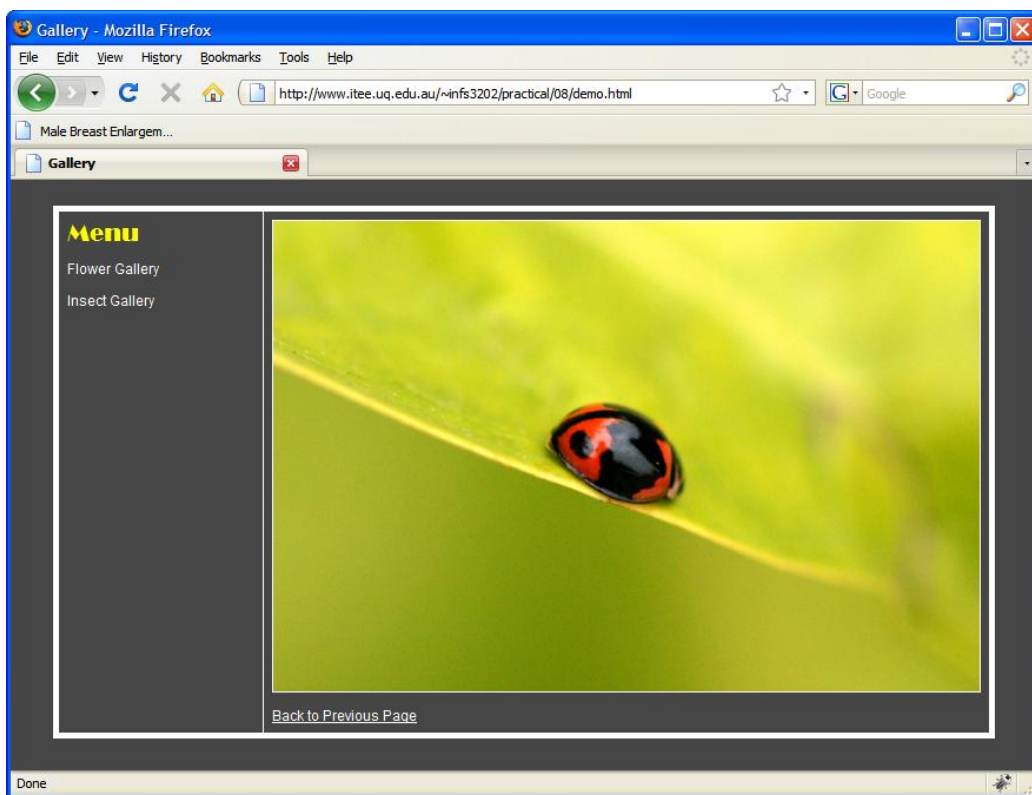 Gallery - Mozilla Firefox
File Edit View History Bookmarks Tools Help
http://www.itee.uq.edu.au/~infs3202/practical/08/demo.html G Google
Male Breast Enlargem...
Gallery
Menu
Flower Gallery
Insect Gallery
Back to Previous Page
Done